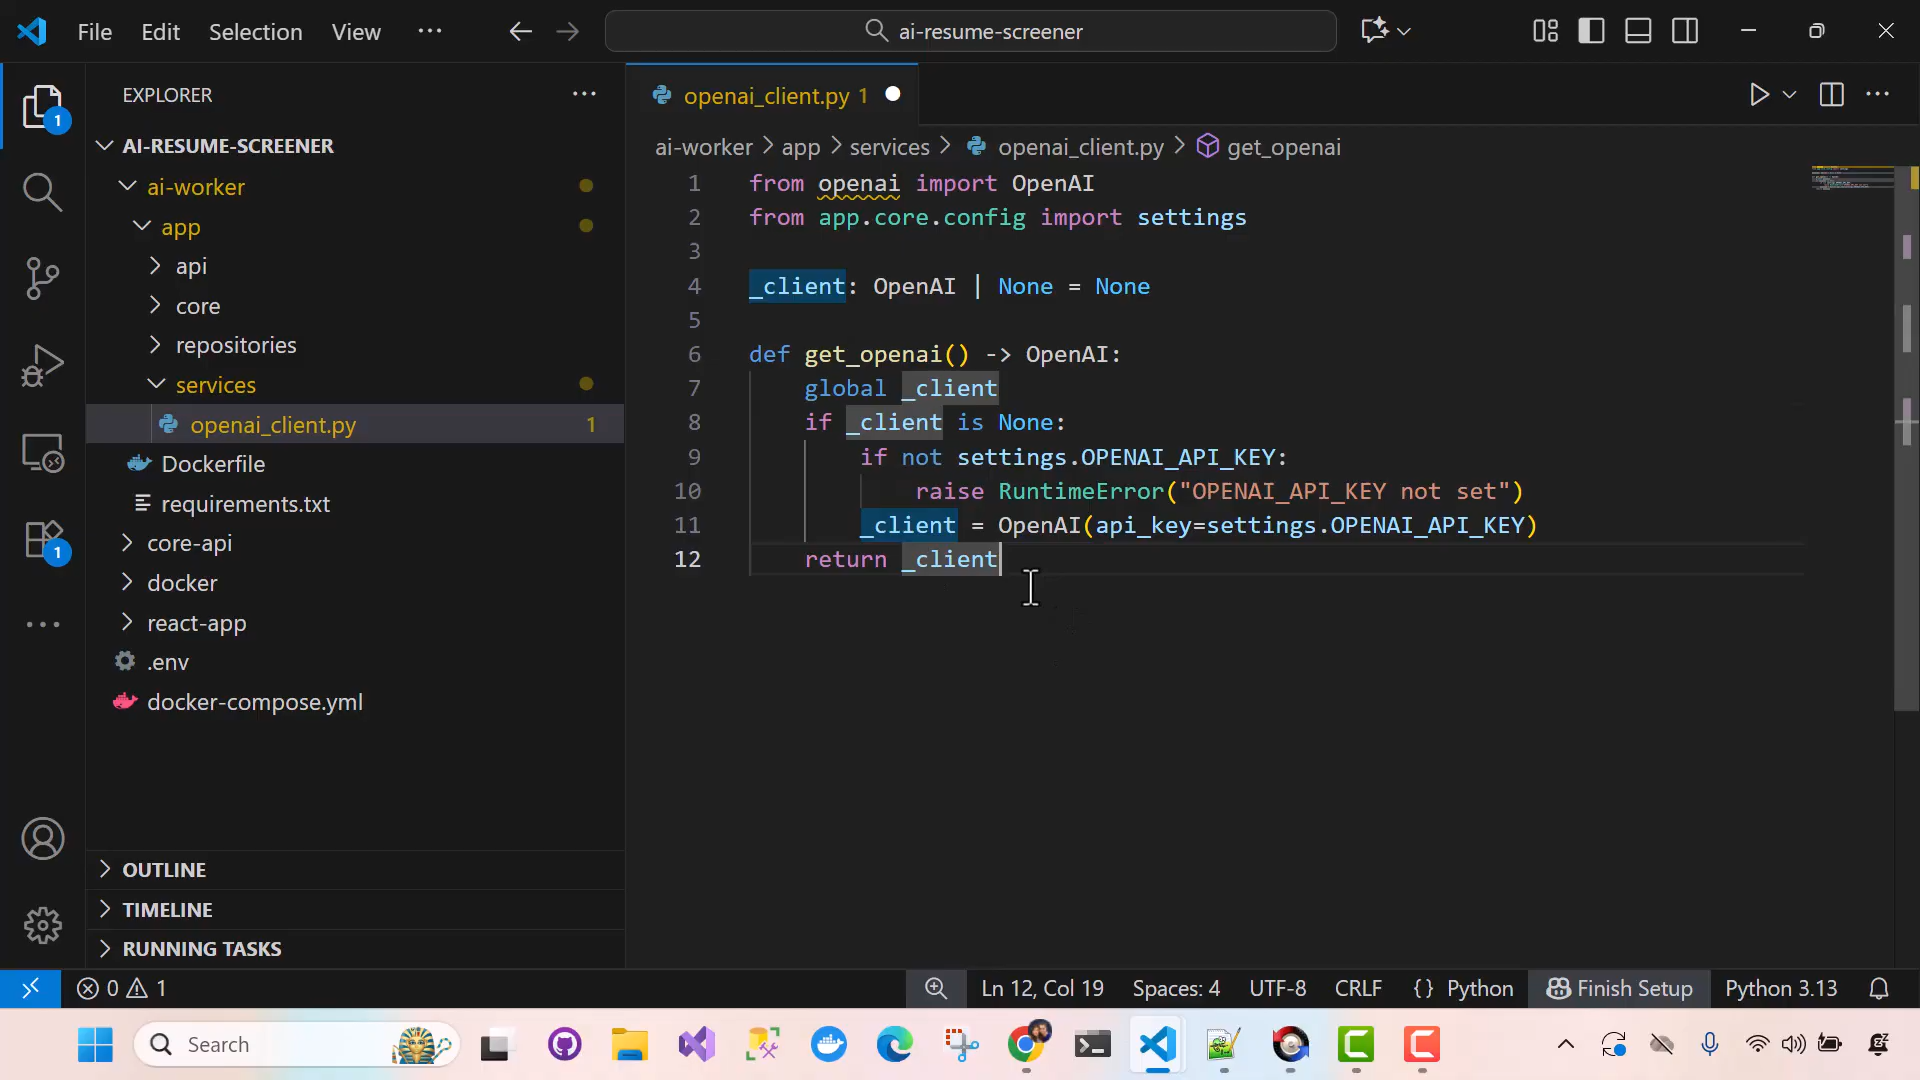 File Edit Selection View ai-resume-screener
EXPLORER
AI-RESUME-SCREENER
ai-worker
app
api
core
repositories
services
openai_client.py 1
Dockerfile
requirements.txt
core-api
docker
react-app
.env
docker-compose.yml
OUTLINE
TIMELINE
RUNNING TASKS
1
1
openai_client.py 1
ai-worker > app > services > openai_client.py > get_openai
1 from openai import OpenAI
2 from app.core.config import settings
3
4 _client: OpenAI | None = None
5
6 def get_openai() -> OpenAI:
7 global _client
8 if _client is None:
9 if not settings.OPENAI_API_KEY:
10 raise RuntimeError("OPENAI_API_KEY not set")
11 _client = OpenAI(api_key=settings.OPENAI_API_KEY)
12 return _client
0 1 Ln 12, Col 19 Spaces: 4 UTF-8 CRLF {} Python Finish Setup Python 3.13
Search